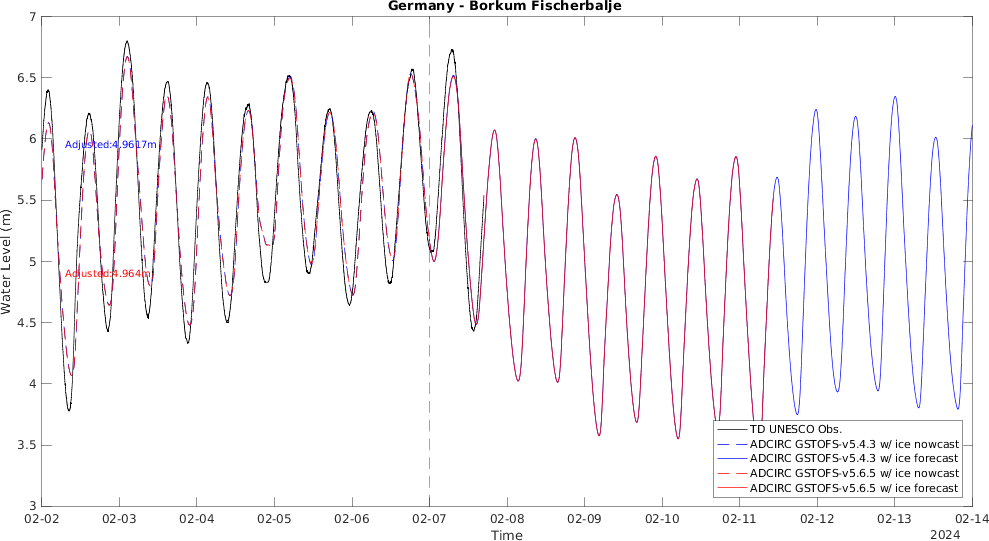 Germany - Borkum Fischerbalje
7
6.5
6
5.5
5
4.5
4
3.5
3
Water Level (m)
Adjusted:4.9617m
Adjusted:4.964m
TD UNESCO Obs.
ADCIRC GSTOFS-v5.4.3 w/ ice nowcast
ADCIRC GSTOFS-v5.4.3 w/ ice forecast
ADCIRC GSTOFS-v5.6.5 w/ ice nowcast
ADCIRC GSTOFS-v5.6.5 w/ ice forecast
02-02 02-03 02-04 02-05 02-06 02-07 02-08 02-09 02-10 02-11 02-12 02-13 02-14
Time
2024